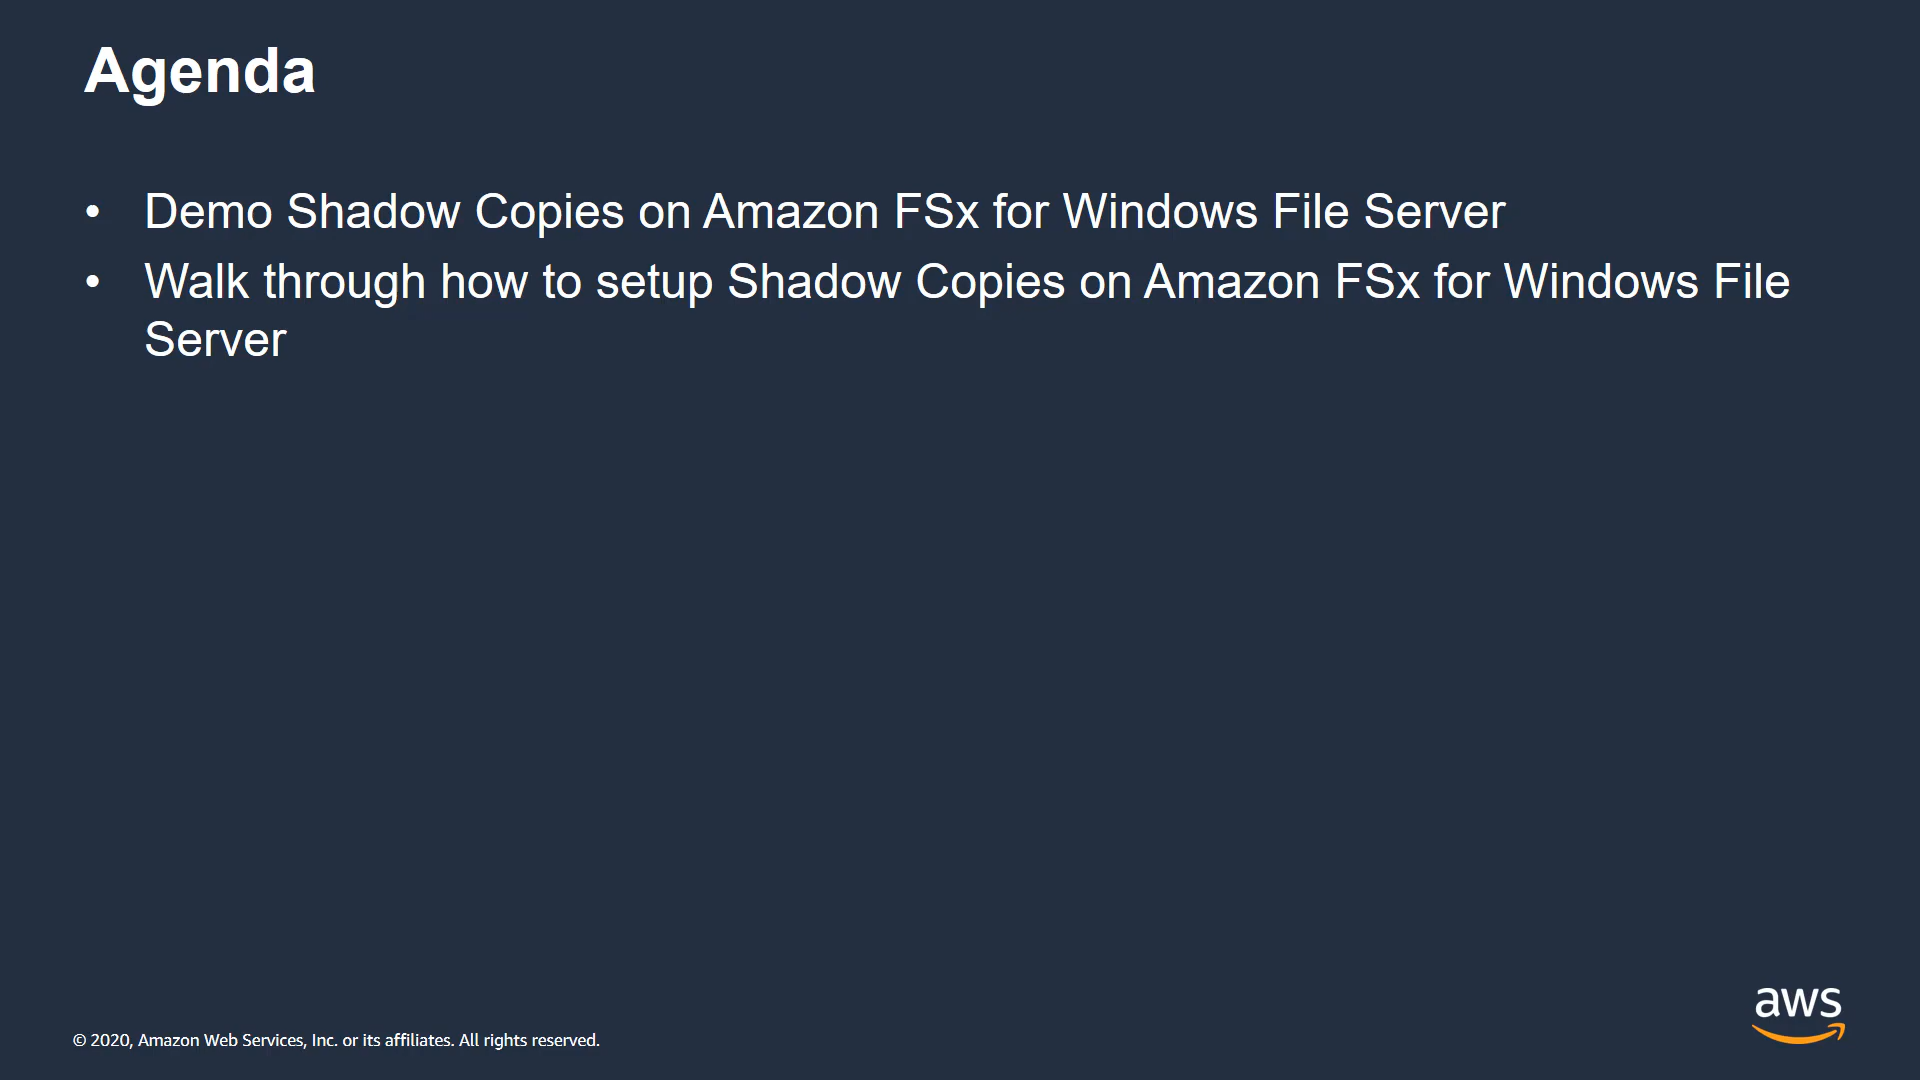 Agenda
• Demo Shadow Copies on Amazon FSx for Windows File Server
• Walk through how to setup Shadow Copies on Amazon FSx for Windows File
Server
aws
© 2020, Amazon Web Services, Inc. or its affiliates. All rights reserved.